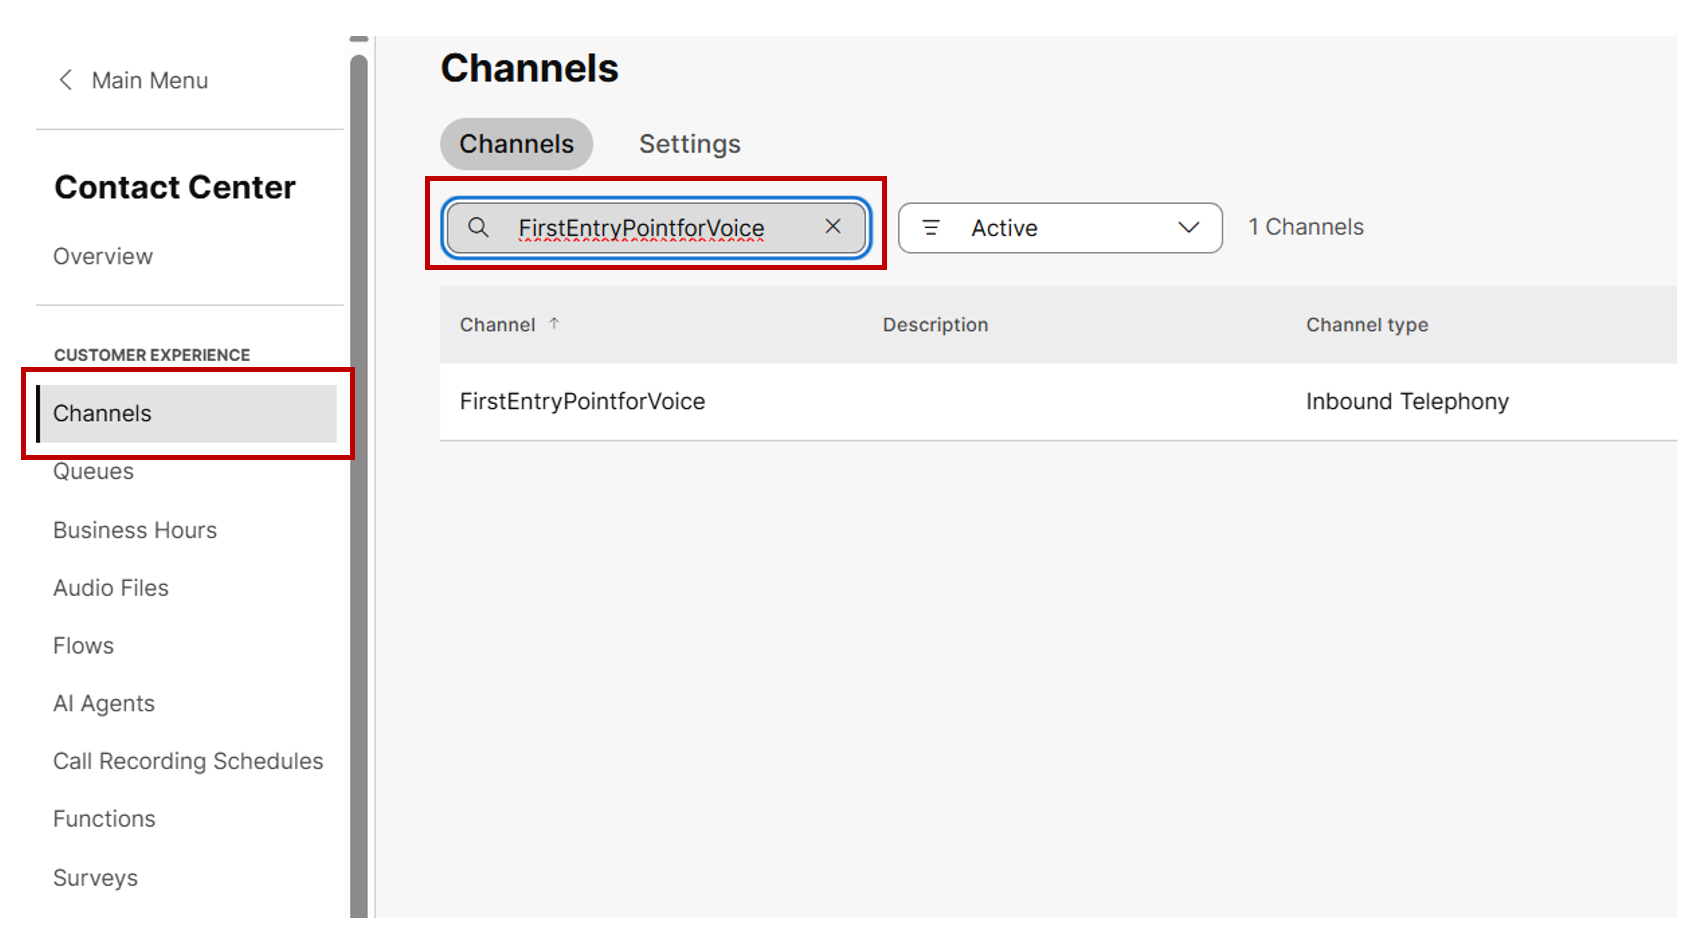 Main Menu
Contact Center
Overview
CUSTOMER EXPERIENCE
Channels
Queues
Business Hours
Audio Files
Flows
AI Agents
Call Recording Schedules
Functions
Surveys
Channels
Channels Settings
FirstEntryPointforVoice Active 1 Channels
Channel Description Channel type
FirstEntryPointforVoice Inbound Telephony